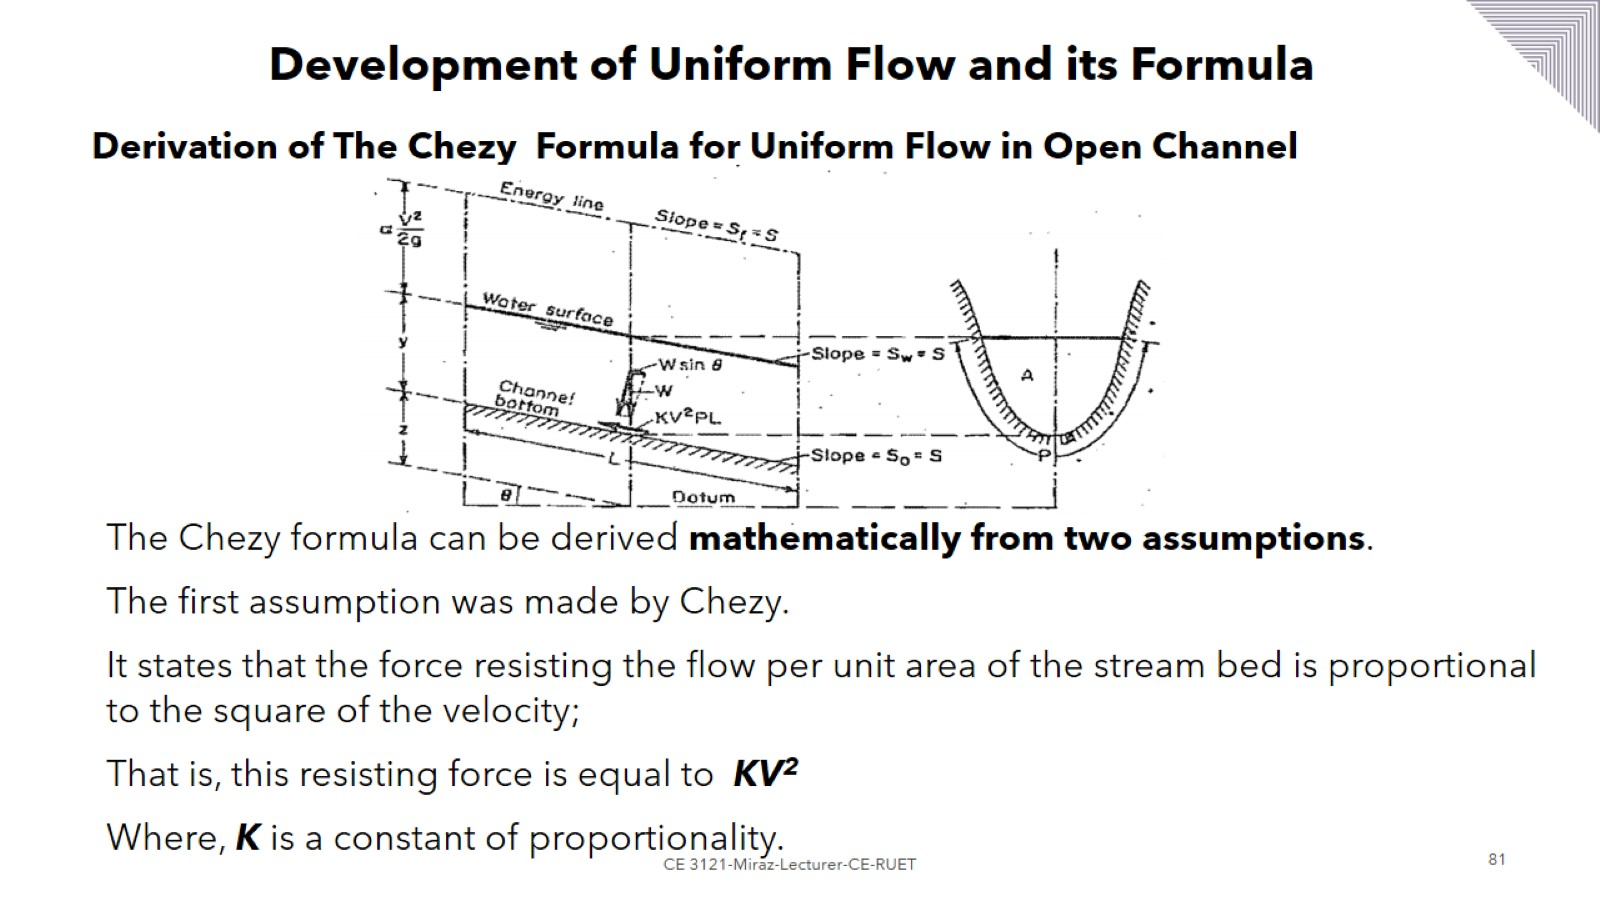 Development of Uniform Flow and its Formula
Derivation of The Chezy Formula for Uniform Flow in Open Channel
Energy line
Slope = Sf = S
α V²/2g
Water surface
y
Slope = Sw = S
W sin θ
W
A
Channel bottom
KV²PL
z
L
P
Slope = S₀ = S
θ
Datum
The Chezy formula can be derived mathematically from two assumptions.
The first assumption was made by Chezy.
It states that the force resisting the flow per unit area of the stream bed is proportional
to the square of the velocity;
That is, this resisting force is equal to KV²
Where, K is a constant of proportionality.
CE 3121-Miraz-Lecturer-CE-RUET
81